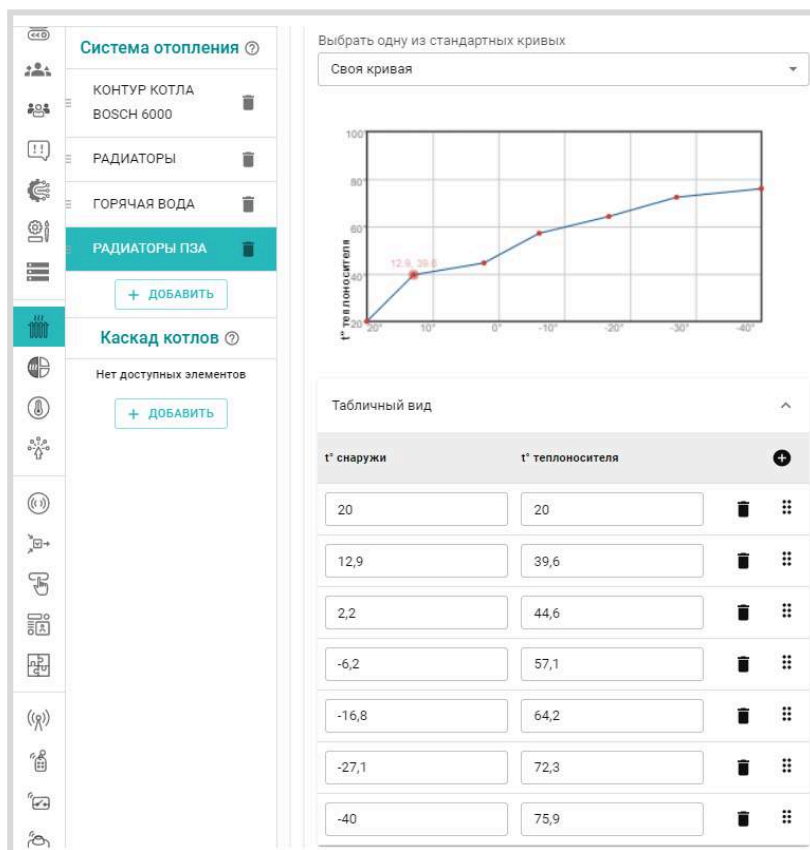 Система отопления
КОНТУР КОТЛА
BOSCH 6000
РАДИАТОРЫ
ГОРЯЧАЯ ВОДА
РАДИАТОРЫ ПЗА
+ ДОБАВИТЬ
Каскад котлов
Нет доступных элементов
+ ДОБАВИТЬ
Выбрать одну из стандартных кривых
Своя кривая
100°
80°
60°
40°
20°
t° теплоносителя
12.9, 39.6
20° 10° 0° -10° -20° -30° -40°
Табличный вид
t° снаружи t° теплоносителя
20 20
12,9 39,6
2,2 44,6
-6,2 57,1
-16,8 64,2
-27,1 72,3
-40 75,9